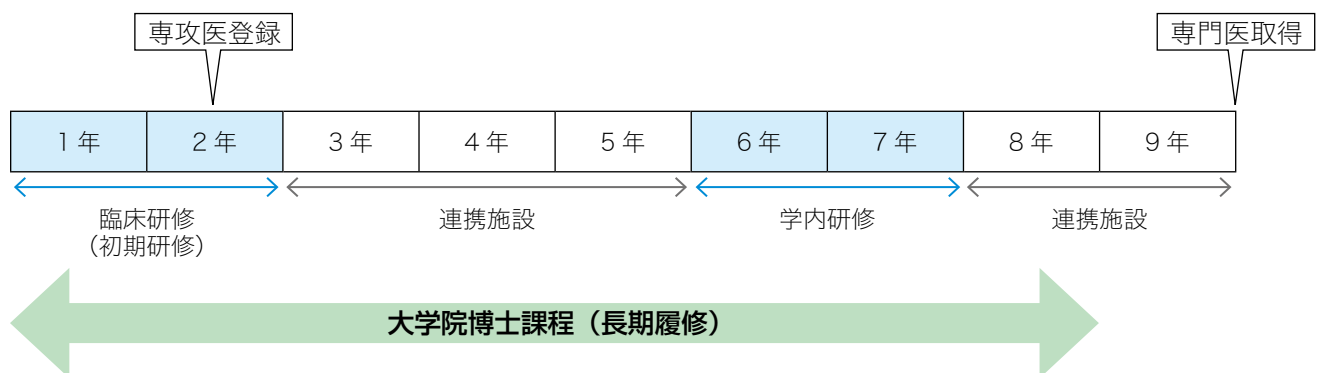 専攻医登録
専門医取得
1年 2年 3年 4年 5年 6年 7年 8年 9年
臨床研修
（初期研修）
連携施設
学内研修
連携施設
大学院博士課程（長期履修）